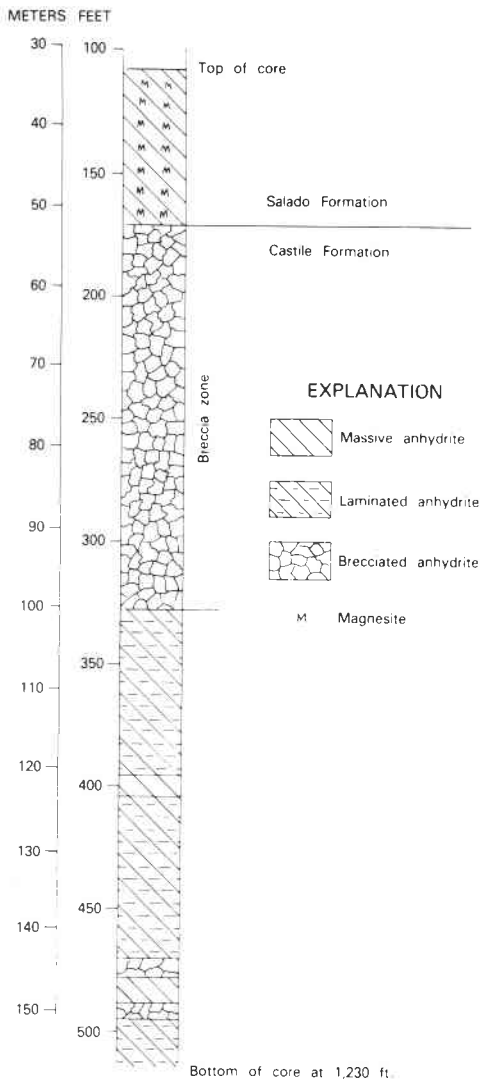 METERS FEET
30
40
50
60
70
80
90
100
110
120
130
140
150
100
150
200
250
300
350
400
450
500
Top of core
M M
M M
M M
M M
M M
M M
Salado Formation
Castile Formation
Breccia zone
EXPLANATION
Massive anhydrite
Laminated anhydrite
Brecciated anhydrite
M Magnesite
Bottom of core at 1,230 ft.